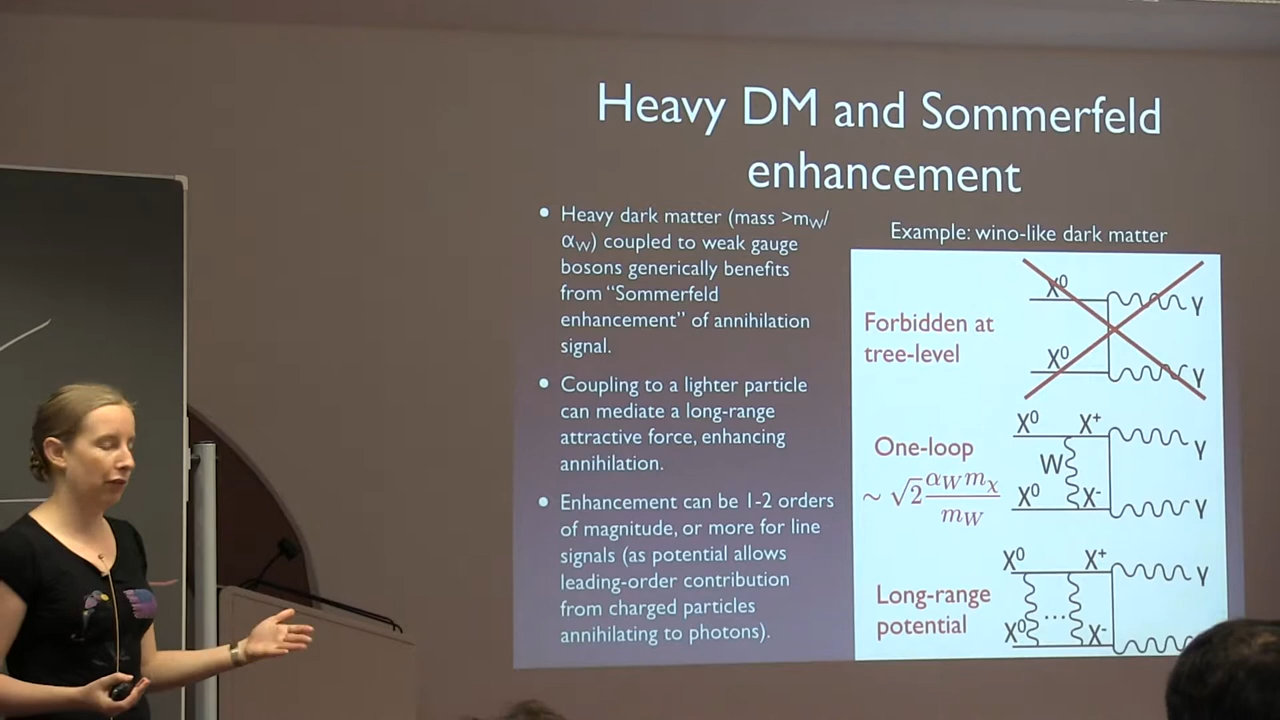 Heavy DM and Sommerfeld
enhancement
• Heavy dark matter (mass >mW/
αW) coupled to weak gauge
bosons generically benefits
from “Sommerfeld
enhancement” of annihilation
signal.
• Coupling to a lighter particle
can mediate a long-range
attractive force, enhancing
annihilation.
• Enhancement can be 1-2 orders
of magnitude, or more for line
signals (as potential allows
leading-order contribution
from charged particles
annihilating to photons).
Example: wino-like dark matter
Forbidden at
tree-level
χ⁰ γ
χ⁰ γ
One-loop
∼ √2 αW mχ / mW
χ⁰ χ⁺ γ
W
χ⁰ χ⁻ γ
Long-range
potential
χ⁰ χ⁺ γ
...
χ⁰ χ⁻